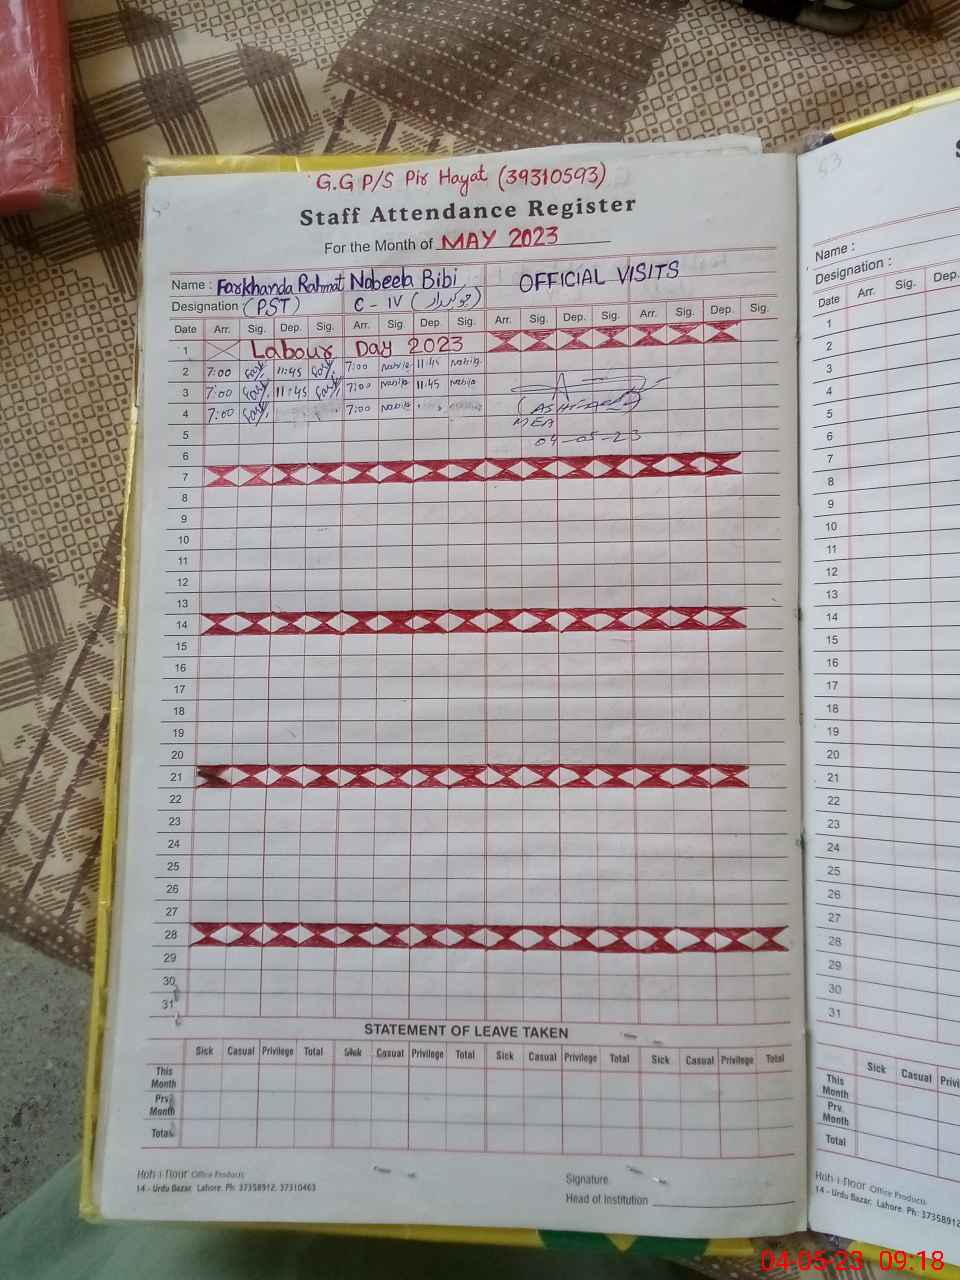 G.G P/S Pir Hayat (39310593)
Staff Attendance Register
For the Month of MAY 2023
Name : Farkhanda Rahmat Nabeela Bibi OFFICIAL VISITS
Designation : (PST) C - IV (چوکیدار)
Date Arr. Sig. Dep. Sig. Arr. Sig. Dep. Sig. Arr. Sig. Dep. Sig. Arr. Dep. Sig.
1 Labour Day 2023
2 7:00 11:45 7:00 Nabila 11:45 Nabila
3 7:00 11:45 7:00 Nabila 11:45 Nabila
4 7:00 7:00 Nabila
MEA
04-05-23
5
6
7
8
9
10
11
12
13
14
15
16
17
18
19
20
21
22
23
24
25
26
27
28
29
30
31
STATEMENT OF LEAVE TAKEN
Sick Casual Privilege Total Sick Casual Privilege Total Sick Casual Privilege Total Sick Casual Privilege Total
This Month
Prv. Month
Total
Office Products
14 - Urdu Bazar, Lahore. Ph: 37358912, 37310463
Signature
Head of Institution
53
Name :
Designation :
Date Arr. Sig. Dep.
1
2
3
4
5
6
7
8
9
10
11
12
13
14
15
16
17
18
19
20
21
22
23
24
25
26
27
28
29
30
31
Sick Casual
This Month
Prv. Month
Total
Office Products
14 - Urdu Bazar, Lahore. Ph: 37358912
04-05-23 09:18